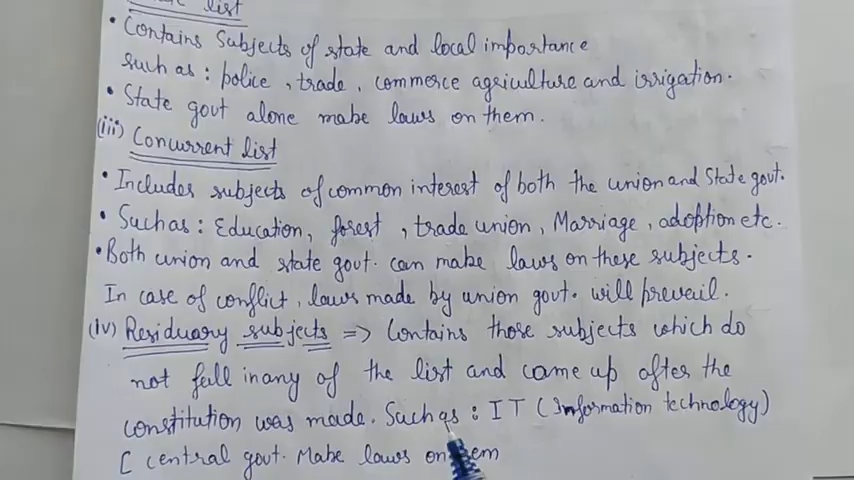 list
• Contains Subjects of state and local importance
such as : police , trade , commerce agriculture and irrigation.
• State govt alone make laws on them.
(iii) Concurrent list
• Includes subjects of common interest of both the union and State govt.
• Such as : Education, forest , trade union , Marriage , adoption etc.
• Both union and state govt. can make laws on these subjects.
In case of conflict , laws made by union govt. will prevail.
(iv) Residuary subjects => Contains those subjects which do
not fall in any of the list and came up after the
constitution was made. Such as : IT (Information technology)
[ central govt. Make laws on